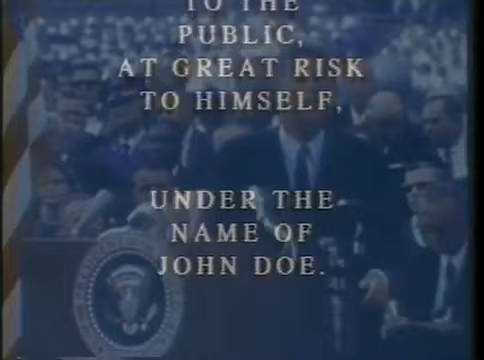 TO THE
PUBLIC,
AT GREAT RISK
TO HIMSELF,
UNDER THE
NAME OF
JOHN DOE.